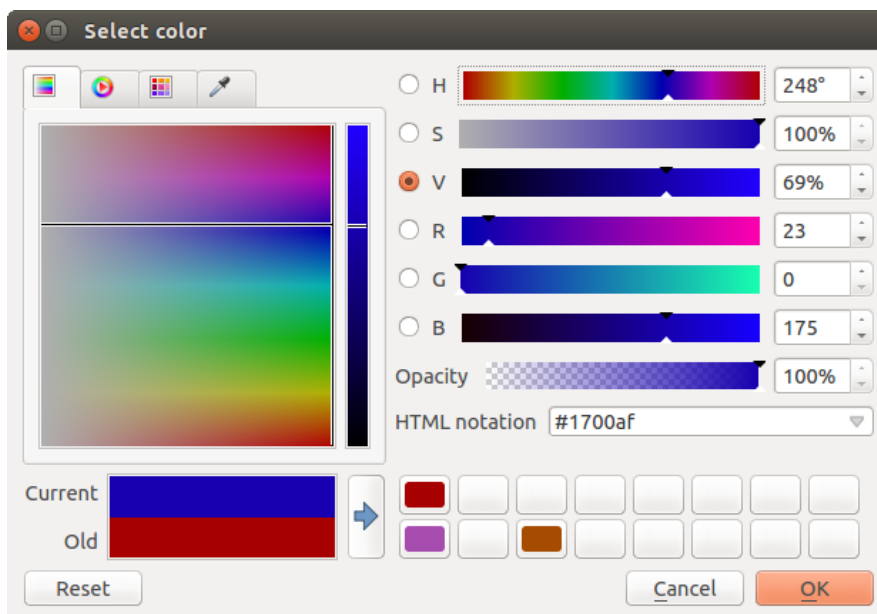 Select color
H 248°
S 100%
V 69%
R 23
G 0
B 175
Opacity 100%
HTML notation #1700af
Current
Old
Reset Cancel OK